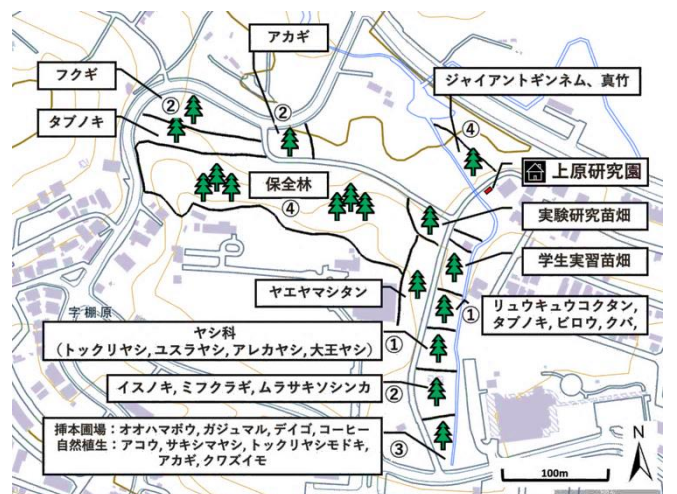 アカギ
フクギ
②
②
ジャイアントギンネム、真竹
タブノキ
④
上原研究園
保全林
④
実験研究苗畑
学生実習苗畑
ヤエヤマシタン
①
リュウキュウコクタン,
タブノキ, ビロウ, クバ,
字棚原
ヤシ科
（トックリヤシ, ユスラヤシ, アレカヤシ, 大王ヤシ）
①
イスノキ, ミフクラギ, ムラサキソシンカ
②
挿木圃場：オオハマボウ, ガジュマル, デイゴ, コーヒー
自然植生：アコウ, サキシマヤシ, トックリヤシモドキ,
アカギ, クワズイモ
③
N
100m